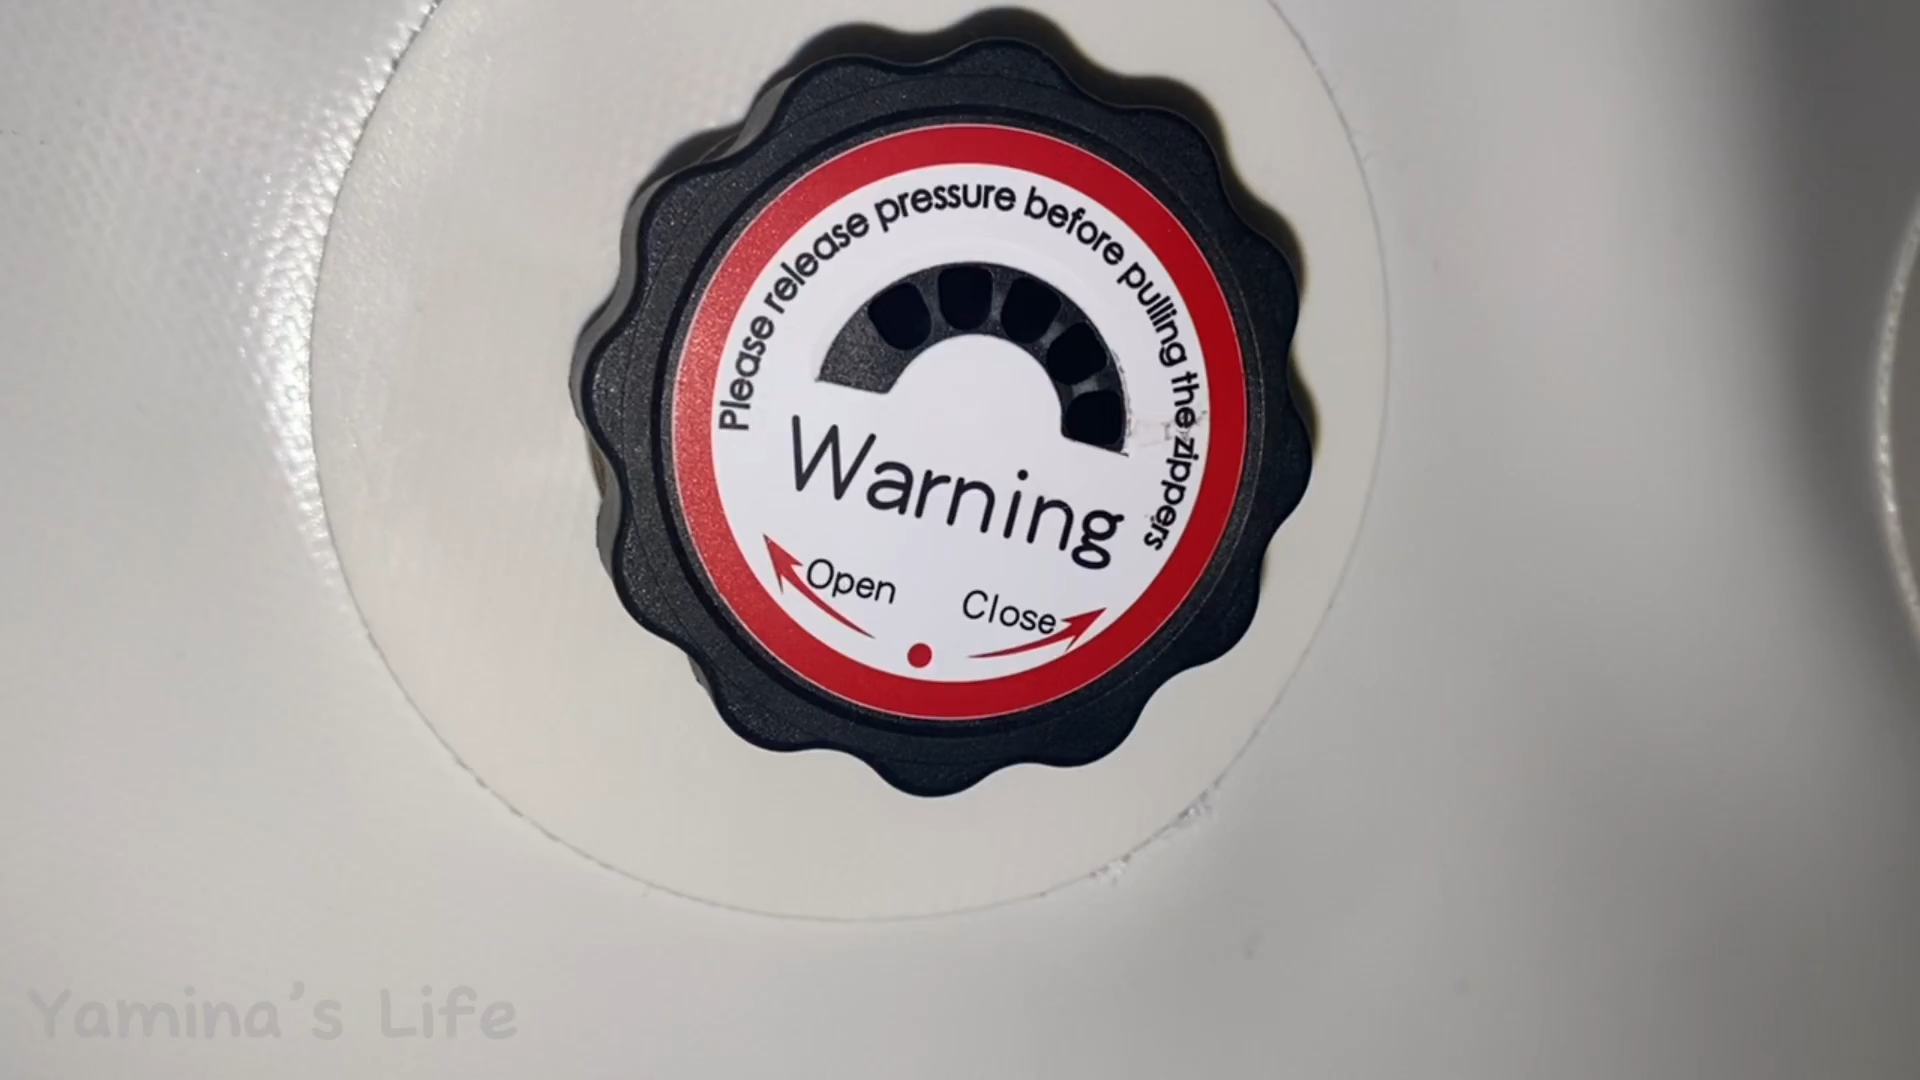 Please release pressure before pulling the zippers
Warning
Open
Close
Yamina's Life